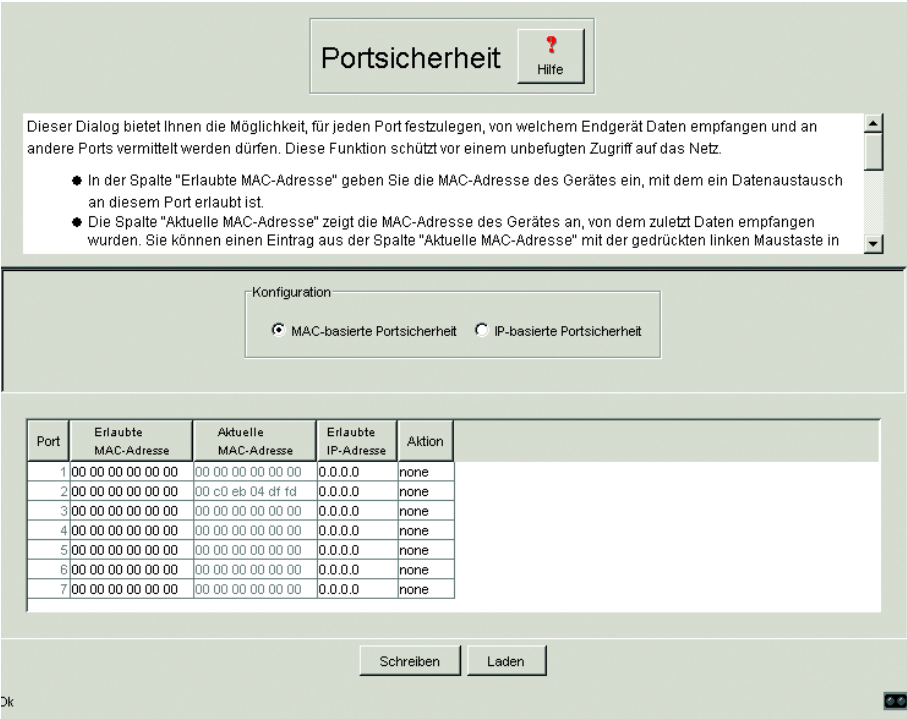 Portsicherheit
?
Hilfe
Dieser Dialog bietet Ihnen die Möglichkeit, für jeden Port festzulegen, von welchem Endgerät Daten empfangen und an
andere Ports vermittelt werden dürfen. Diese Funktion schützt vor einem unbefugten Zugriff auf das Netz.
● In der Spalte "Erlaubte MAC-Adresse" geben Sie die MAC-Adresse des Gerätes ein, mit dem ein Datenaustausch
an diesem Port erlaubt ist.
● Die Spalte "Aktuelle MAC-Adresse" zeigt die MAC-Adresse des Gerätes an, von dem zuletzt Daten empfangen
wurden. Sie können einen Eintrag aus der Spalte "Aktuelle MAC-Adresse" mit der gedrückten linken Maustaste in
Konfiguration
MAC-basierte Portsicherheit IP-basierte Portsicherheit
Port Erlaubte MAC-Adresse Aktuelle MAC-Adresse Erlaubte IP-Adresse Aktion
1 00 00 00 00 00 00 00 00 00 00 00 00 0.0.0.0 none
2 00 00 00 00 00 00 00 c0 eb 04 df fd 0.0.0.0 none
3 00 00 00 00 00 00 00 00 00 00 00 00 0.0.0.0 none
4 00 00 00 00 00 00 00 00 00 00 00 00 0.0.0.0 none
5 00 00 00 00 00 00 00 00 00 00 00 00 0.0.0.0 none
6 00 00 00 00 00 00 00 00 00 00 00 00 0.0.0.0 none
7 00 00 00 00 00 00 00 00 00 00 00 00 0.0.0.0 none
Schreiben Laden
Ok